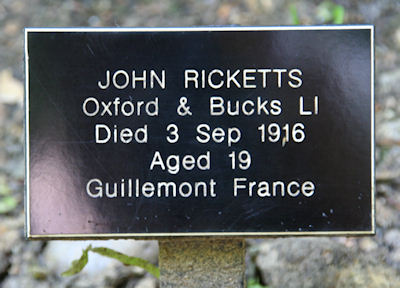 JOHN RICKETTS
Oxford & Bucks LI
Died 3 Sep 1916
Aged 19
Guillemont France